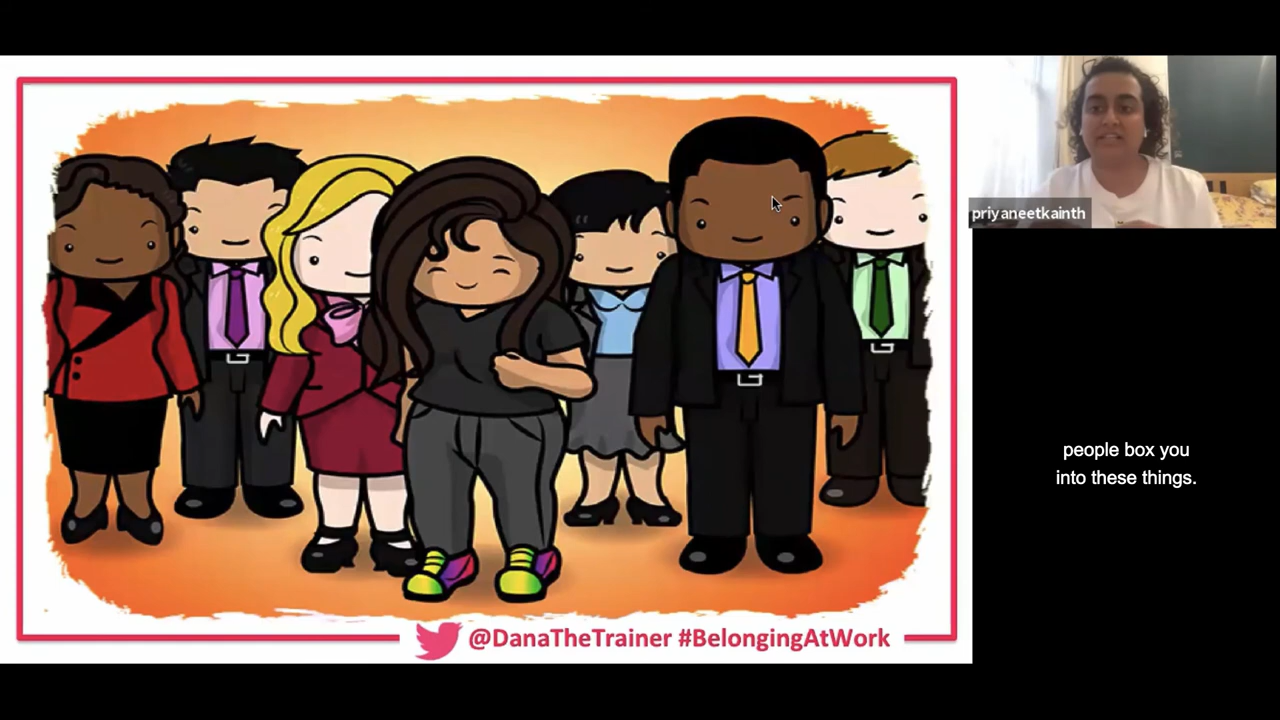 priyaneetkainth
people box you
into these things.
@DanaTheTrainer #BelongingAtWork